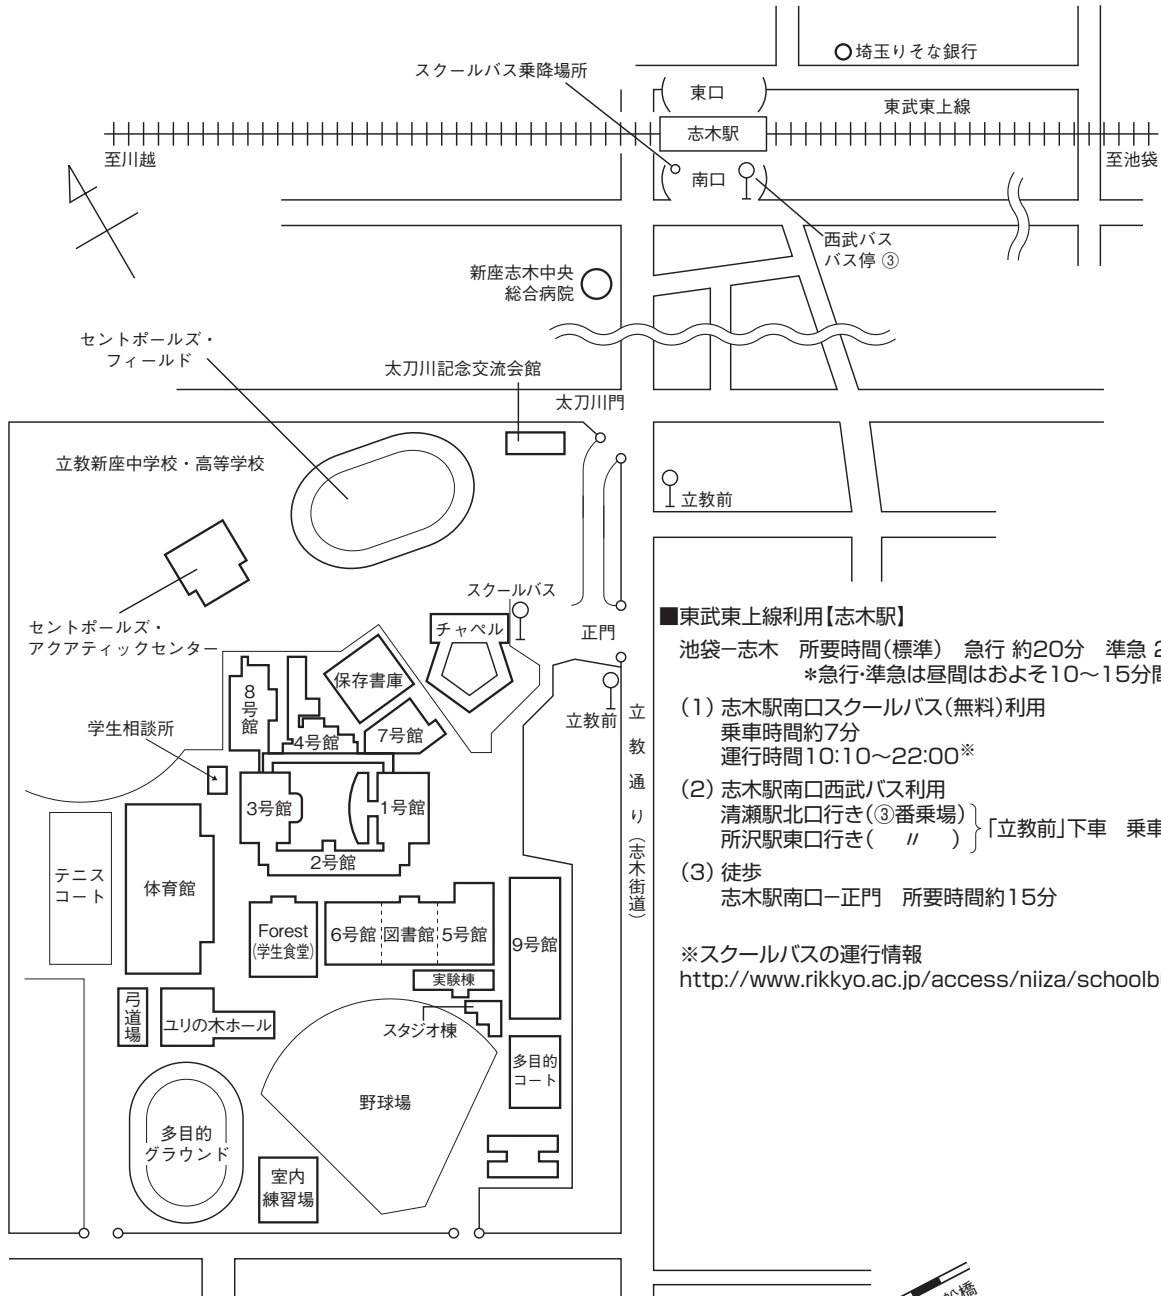 埼玉りそな銀行
スクールバス乗降場所
東口
東武東上線
志木駅
至川越
至池袋
南口
西武バス
バス停 ③
新座志木中央
総合病院
セントポールズ・
フィールド
太刀川記念交流会館
太刀川門
立教新座中学校・高等学校
立教前
スクールバス
セントポールズ・
アクアティックセンター
チャペル
正門
保存書庫
8号館
立教前
学生相談所
4号館
7号館
3号館
1号館
2号館
立教通り(志木街道)
テニス
コート
体育館
Forest
(学生食堂)
6号館
図書館
5号館
9号館
実験棟
弓道場
ユリの木ホール
スタジオ棟
多目的
コート
野球場
多目的
グラウンド
室内
練習場
■東武東上線利用【志木駅】
池袋−志木 所要時間(標準) 急行 約20分 準急 2
*急行・準急は昼間はおよそ10〜15分間
(1) 志木駅南口スクールバス(無料)利用
乗車時間約7分
運行時間10:10〜22:00※
(2) 志木駅南口西武バス利用
清瀬駅北口行き(③番乗場)
所沢駅東口行き( 〃 )
「立教前」下車 乗車
(3) 徒歩
志木駅南口−正門 所要時間約15分
※スクールバスの運行情報
http://www.rikkyo.ac.jp/access/niiza/schoolb
船橋